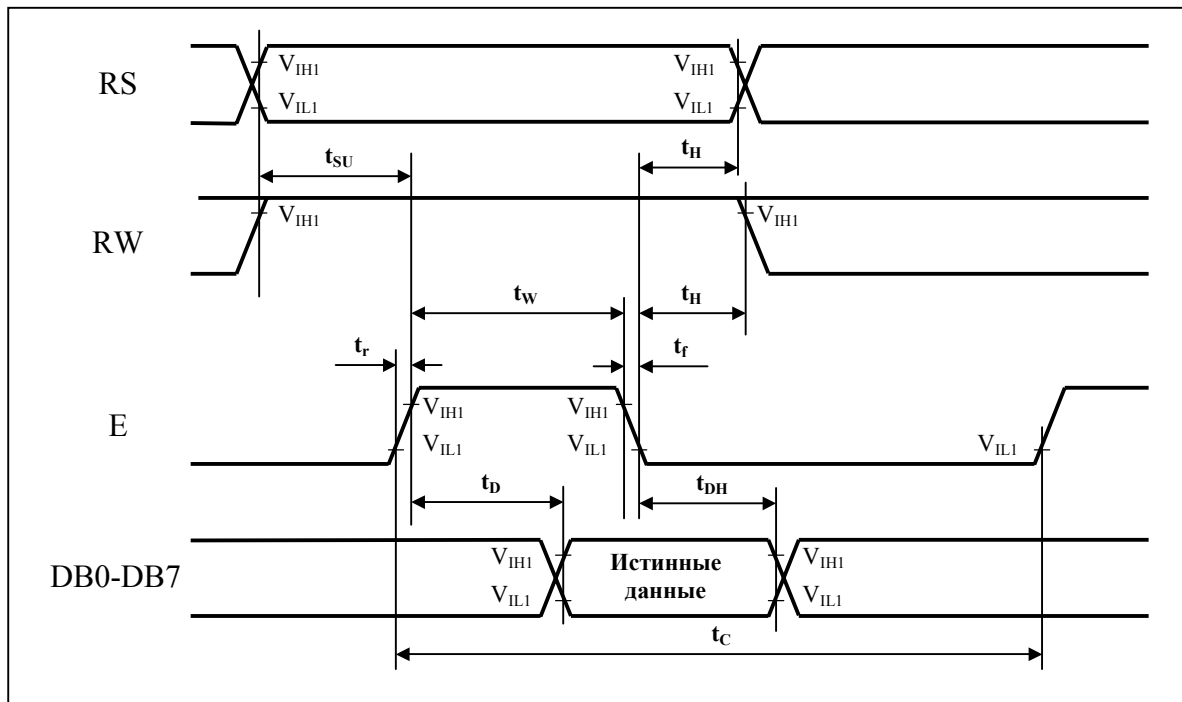 RS
V_IH1
V_IH1
V_IL1
V_IL1
t_SU
t_H
RW
V_IH1
V_IH1
t_W
t_H
t_r
t_f
E
V_IH1
V_IH1
V_IL1
V_IL1
V_IL1
t_D
t_DH
DB0-DB7
V_IH1
Истинные
данные
V_IH1
V_IL1
V_IL1
t_C